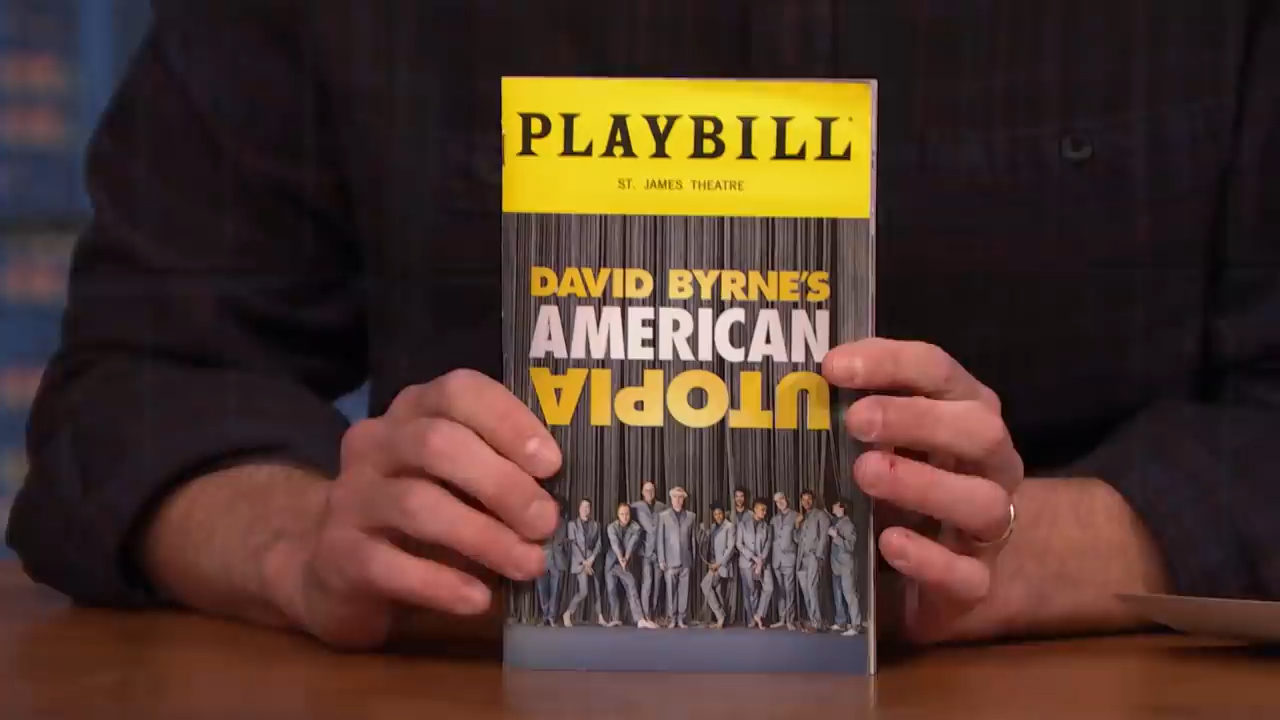 PLAYBILL
ST. JAMES THEATRE
DAVID BYRNE'S
AMERICAN
UTOPIA